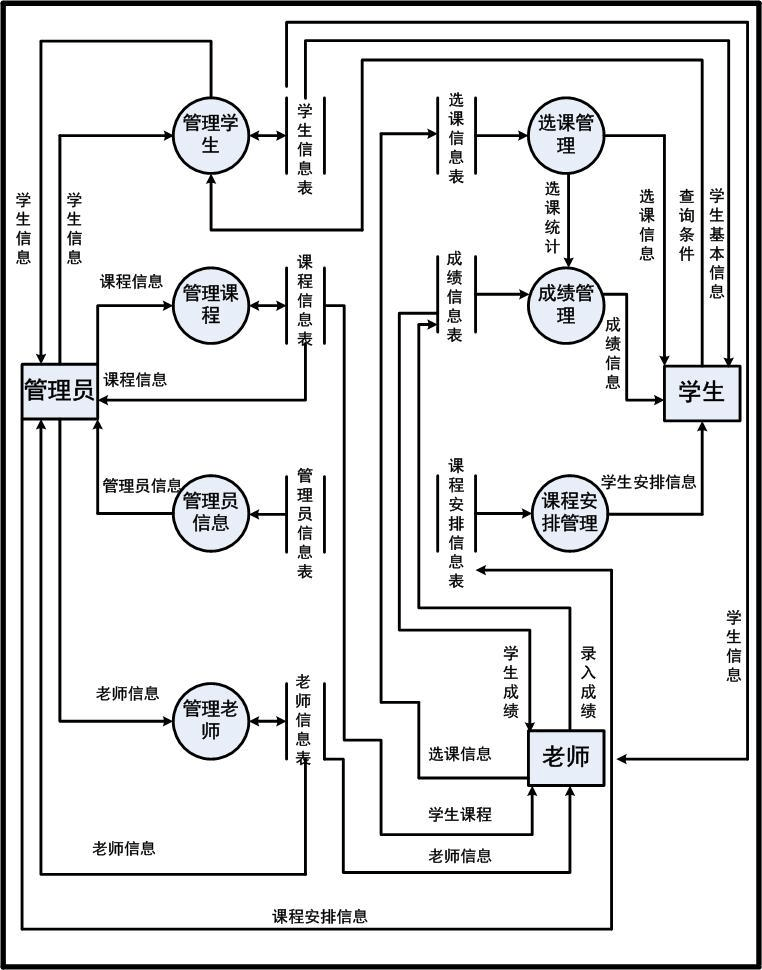 管理学
生
学生信息表
选课信息表
选课管
理
学生信息
学生信息
选课统计
选课信息
查询条件
学生基本信息
课程信息
管理课
程
课程信息表
成绩信息表
成绩管
理
成绩信息
管理员
课程信息
学生
管理员信息
管理员
信息
管理员信息表
课程安排信息表
课程安
排管理
学生安排信息
学生信息
老师信息
管理老
师
老师信息表
学生成绩
录入成绩
选课信息
老师
学生课程
老师信息
老师信息
课程安排信息